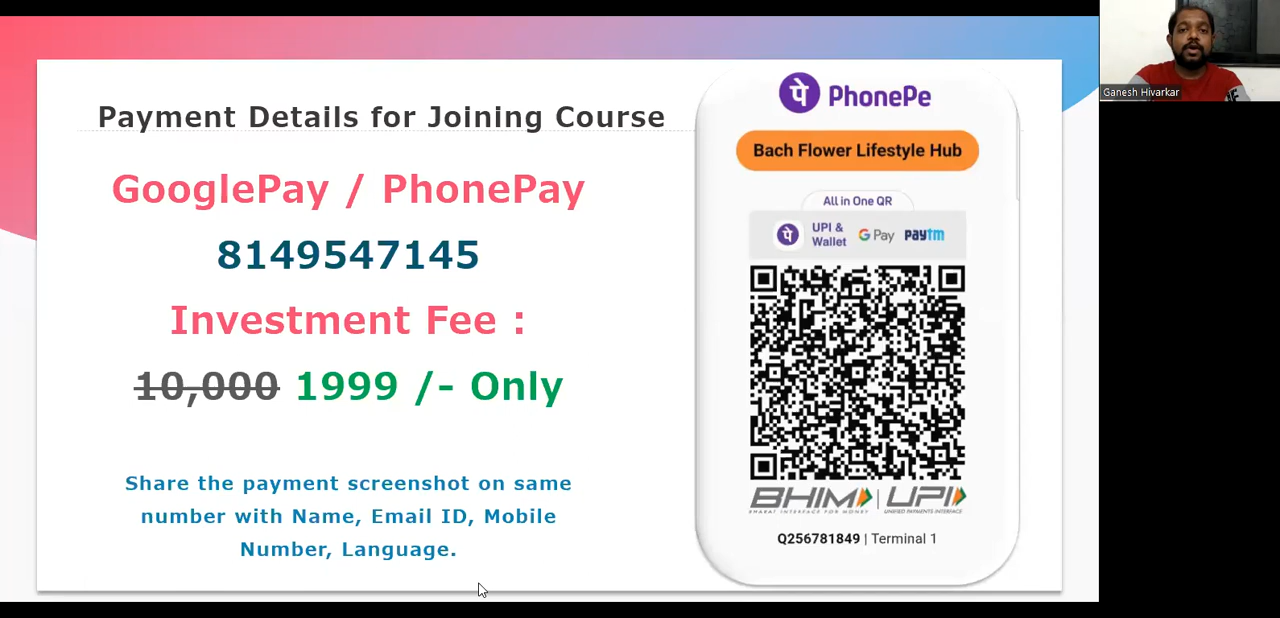 Payment Details for Joining Course
GooglePay / PhonePay
8149547145
Investment Fee :
10,000 1999 /- Only
Share the payment screenshot on same
number with Name, Email ID, Mobile
Number, Language.
पे PhonePe
Bach Flower Lifestyle Hub
All in One QR
पे UPI & Wallet G Pay paytm
BHIM UPI
BHARAT INTERFACE FOR MONEY UNIFIED PAYMENTS INTERFACE
Q256781849 | Terminal 1
Ganesh Hivarkar